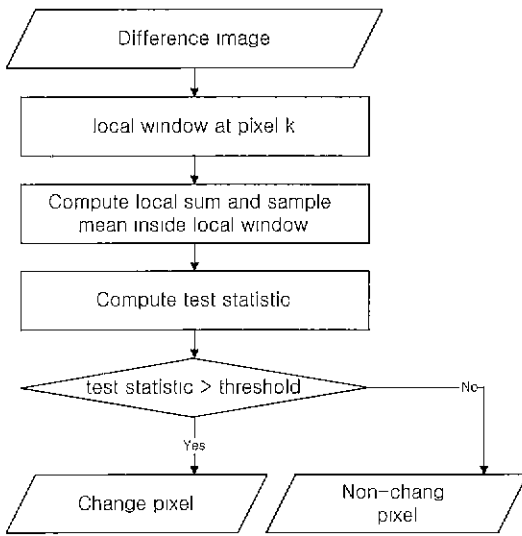 Difference image
local window at pixel k
Compute local sum and sample
mean inside local window
Compute test statistic
test statistic > threshold
No
Yes
Change pixel
Non-chang
pixel